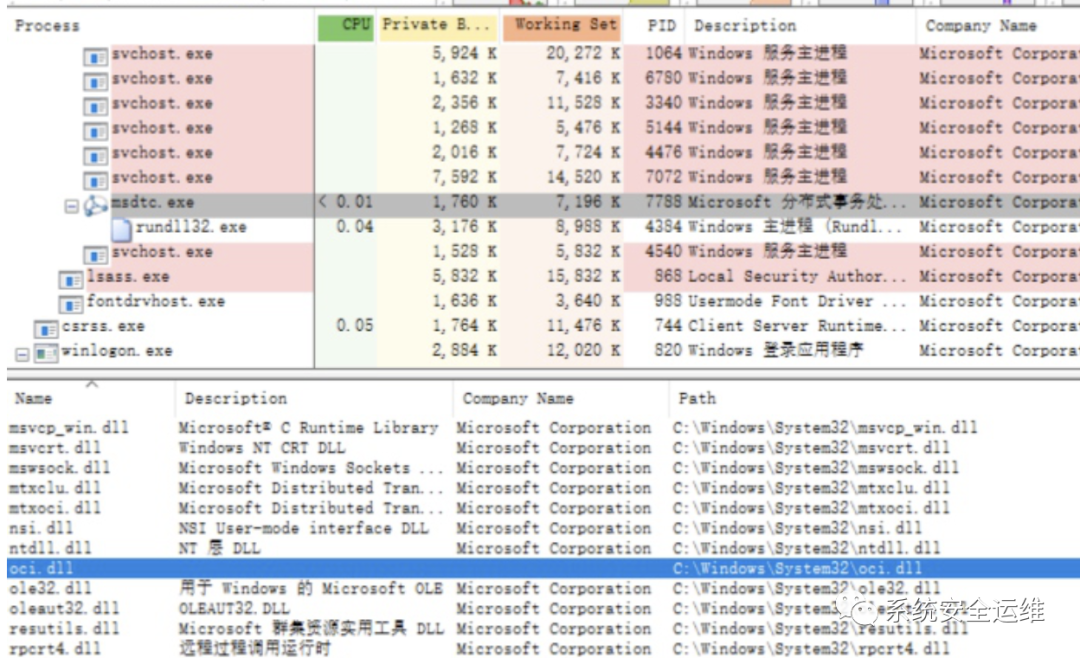 Process CPU Private B... Working Set PID Description Company Name
svchost.exe 5,924 K 20,272 K 1064 Windows 服务主进程 Microsoft Corpora
svchost.exe 1,632 K 7,416 K 6780 Windows 服务主进程 Microsoft Corpora
svchost.exe 2,356 K 11,528 K 3340 Windows 服务主进程 Microsoft Corpora
svchost.exe 1,268 K 5,476 K 5144 Windows 服务主进程 Microsoft Corpora
svchost.exe 2,016 K 7,724 K 4476 Windows 服务主进程 Microsoft Corpora
svchost.exe 7,592 K 14,520 K 7072 Windows 服务主进程 Microsoft Corpora
msdtc.exe < 0.01 1,760 K 7,196 K 7788 Microsoft 分布式事务处... Microsoft Corpora
rundll32.exe 0.04 3,176 K 8,988 K 4384 Windows 主进程 (Rundl... Microsoft Corpora
svchost.exe 1,528 K 5,832 K 4540 Windows 服务主进程 Microsoft Corpora
lsass.exe 5,832 K 15,832 K 868 Local Security Author... Microsoft Corpora
fontdrvhost.exe 1,636 K 3,640 K 988 Usermode Font Driver ... Microsoft Corpora
csrss.exe 0.05 1,764 K 11,476 K 744 Client Server Runtime... Microsoft Corpora
winlogon.exe 2,884 K 12,020 K 820 Windows 登录应用程序 Microsoft Corpora
Name Description Company Name Path
msvcp_win.dll Microsoft® C Runtime Library Microsoft Corporation C:\Windows\System32\msvcp_win.dll
msvcrt.dll Windows NT CRT DLL Microsoft Corporation C:\Windows\System32\msvcrt.dll
mswsock.dll Microsoft Windows Sockets ... Microsoft Corporation C:\Windows\System32\mswsock.dll
mtxclu.dll Microsoft Distributed Tran... Microsoft Corporation C:\Windows\System32\mtxclu.dll
mtxoci.dll Microsoft Distributed Tran... Microsoft Corporation C:\Windows\System32\mtxoci.dll
nsi.dll NSI User-mode interface DLL Microsoft Corporation C:\Windows\System32\nsi.dll
ntdll.dll NT 层 DLL Microsoft Corporation C:\Windows\System32\ntdll.dll
oci.dll C:\Windows\System32\oci.dll
ole32.dll 用于 Windows 的 Microsoft OLE Microsoft Corporation C:\Windows\System32\ole32.dll
oleaut32.dll OLEAUT32.DLL Microsoft Corporation C:\Windows\System32\oleaut32.dll
系统安全运维
resutils.dll Microsoft 群集资源实用工具 DLL Microsoft Corporation C:\Windows\System32\resutils.dll
rpcrt4.dll 远程过程调用运行时 Microsoft Corporation C:\Windows\System32\rpcrt4.dll